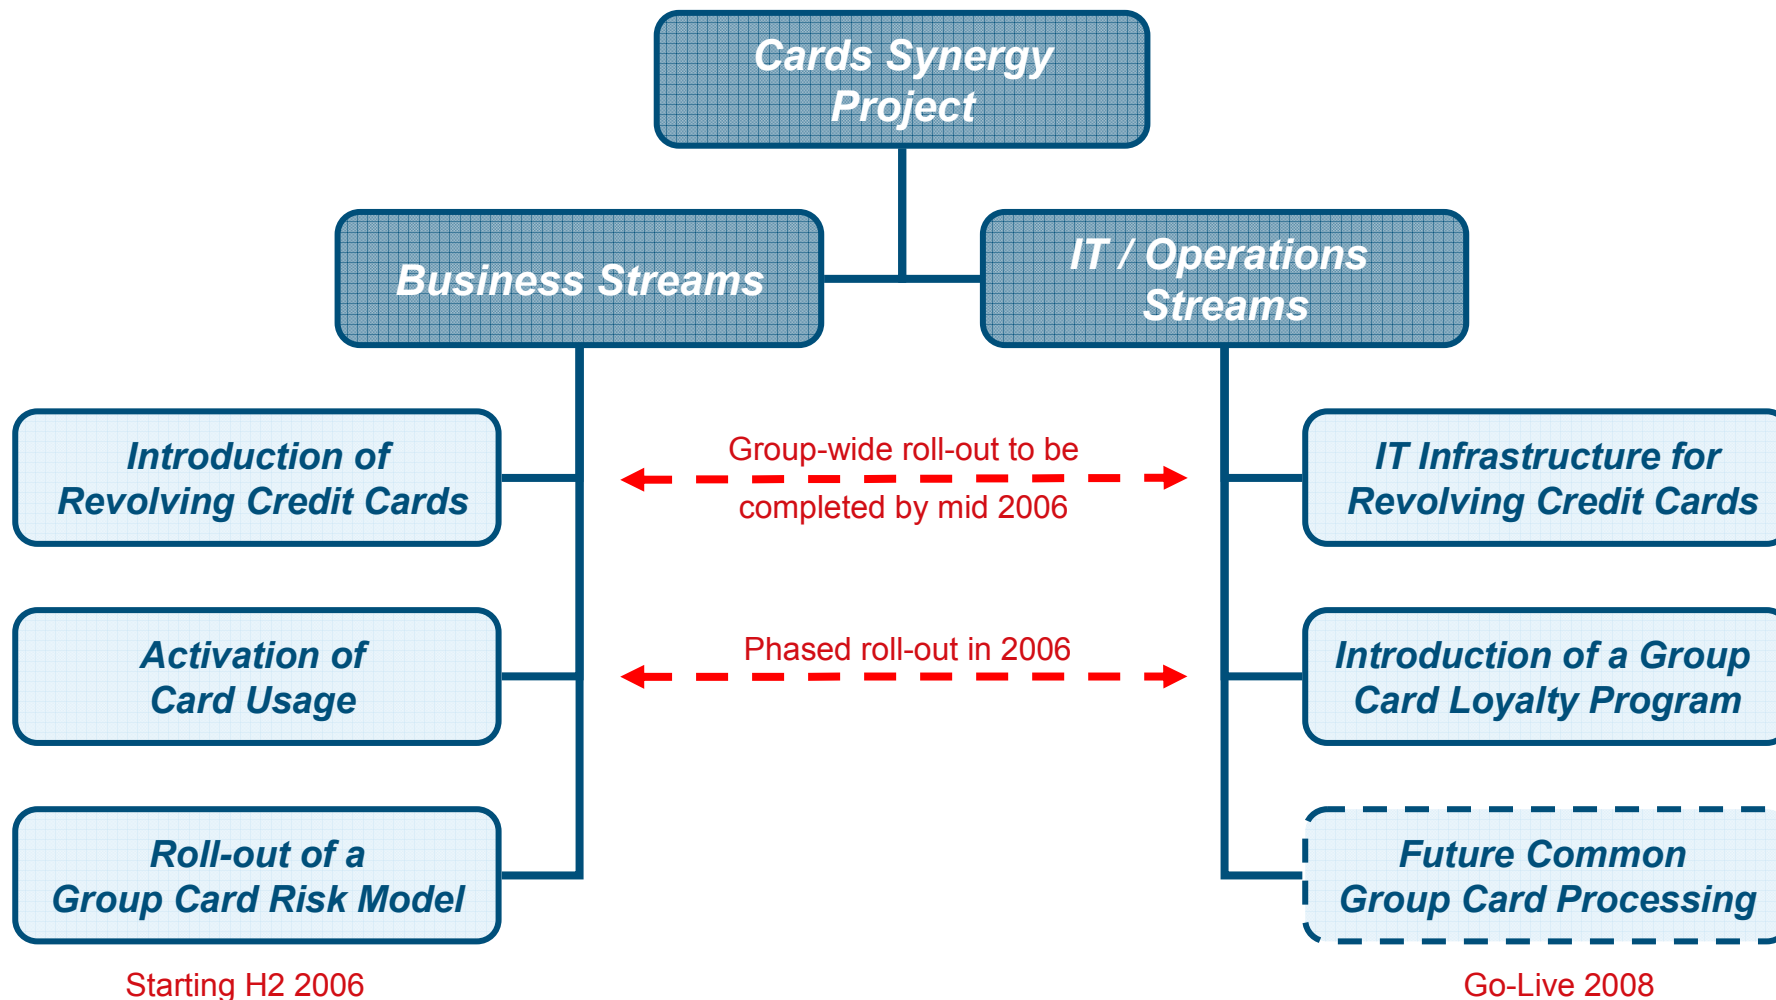 Cards Synergy
Project
Business Streams
IT / Operations
Streams
Introduction of
Revolving Credit Cards
Group-wide roll-out to be
completed by mid 2006
IT Infrastructure for
Revolving Credit Cards
Activation of
Card Usage
Phased roll-out in 2006
Introduction of a Group
Card Loyalty Program
Roll-out of a
Group Card Risk Model
Future Common
Group Card Processing
Starting H2 2006
Go-Live 2008